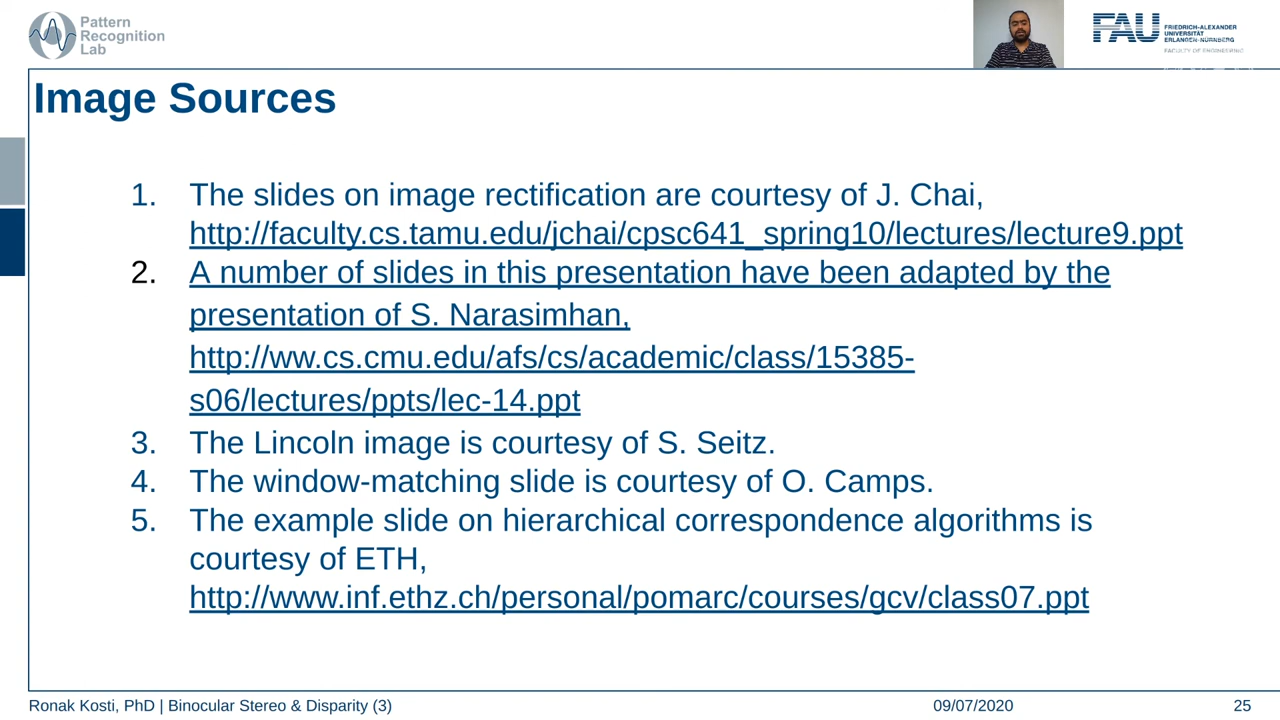 Pattern
Recognition
Lab
FAU
FRIEDRICH-ALEXANDER
UNIVERSITÄT
ERLANGEN-NÜRNBERG
FACULTY OF ENGINEERING
Image Sources
1. The slides on image rectification are courtesy of J. Chai,
http://faculty.cs.tamu.edu/jchai/cpsc641_spring10/lectures/lecture9.ppt
2. A number of slides in this presentation have been adapted by the
presentation of S. Narasimhan,
http://ww.cs.cmu.edu/afs/cs/academic/class/15385-
s06/lectures/ppts/lec-14.ppt
3. The Lincoln image is courtesy of S. Seitz.
4. The window-matching slide is courtesy of O. Camps.
5. The example slide on hierarchical correspondence algorithms is
courtesy of ETH,
http://www.inf.ethz.ch/personal/pomarc/courses/gcv/class07.ppt
Ronak Kosti, PhD | Binocular Stereo & Disparity (3)
09/07/2020
25